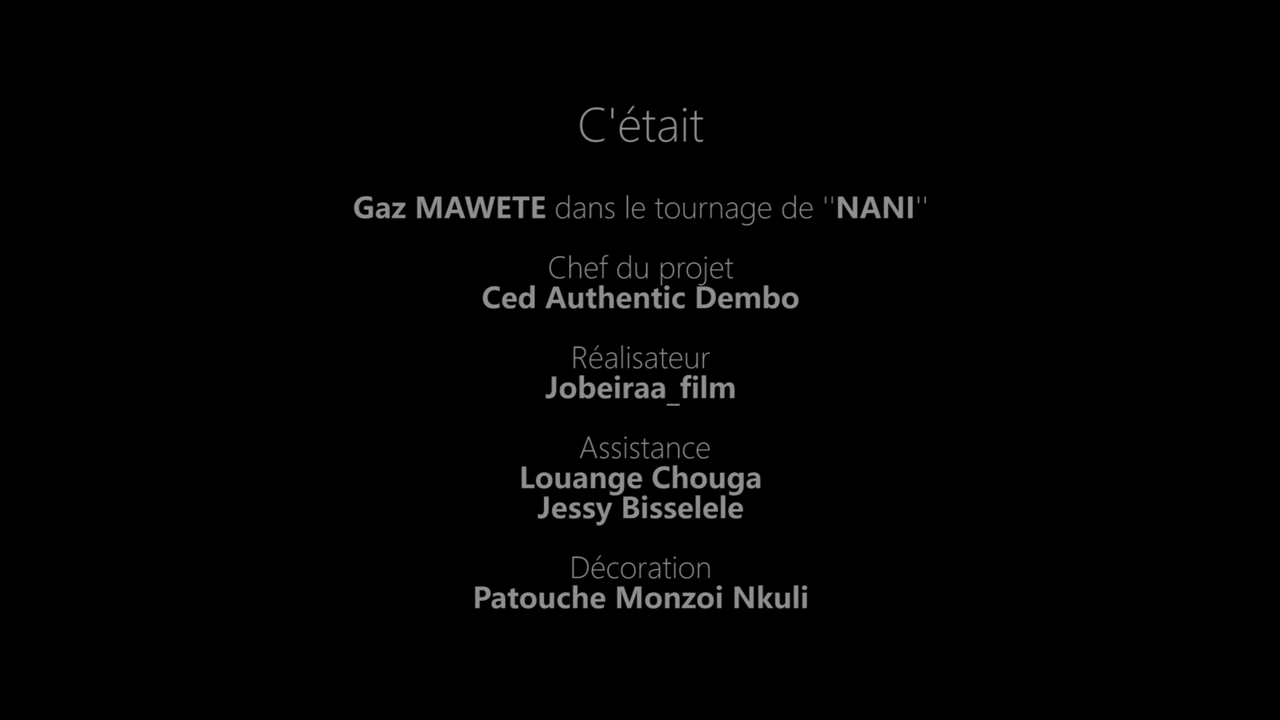 C'était
Gaz MAWETE dans le tournage de "NANI"
Chef du projet
Ced Authentic Dembo
Réalisateur
Jobeiraa_film
Assistance
Louange Chouga
Jessy Bisselele
Décoration
Patouche Monzoi Nkuli